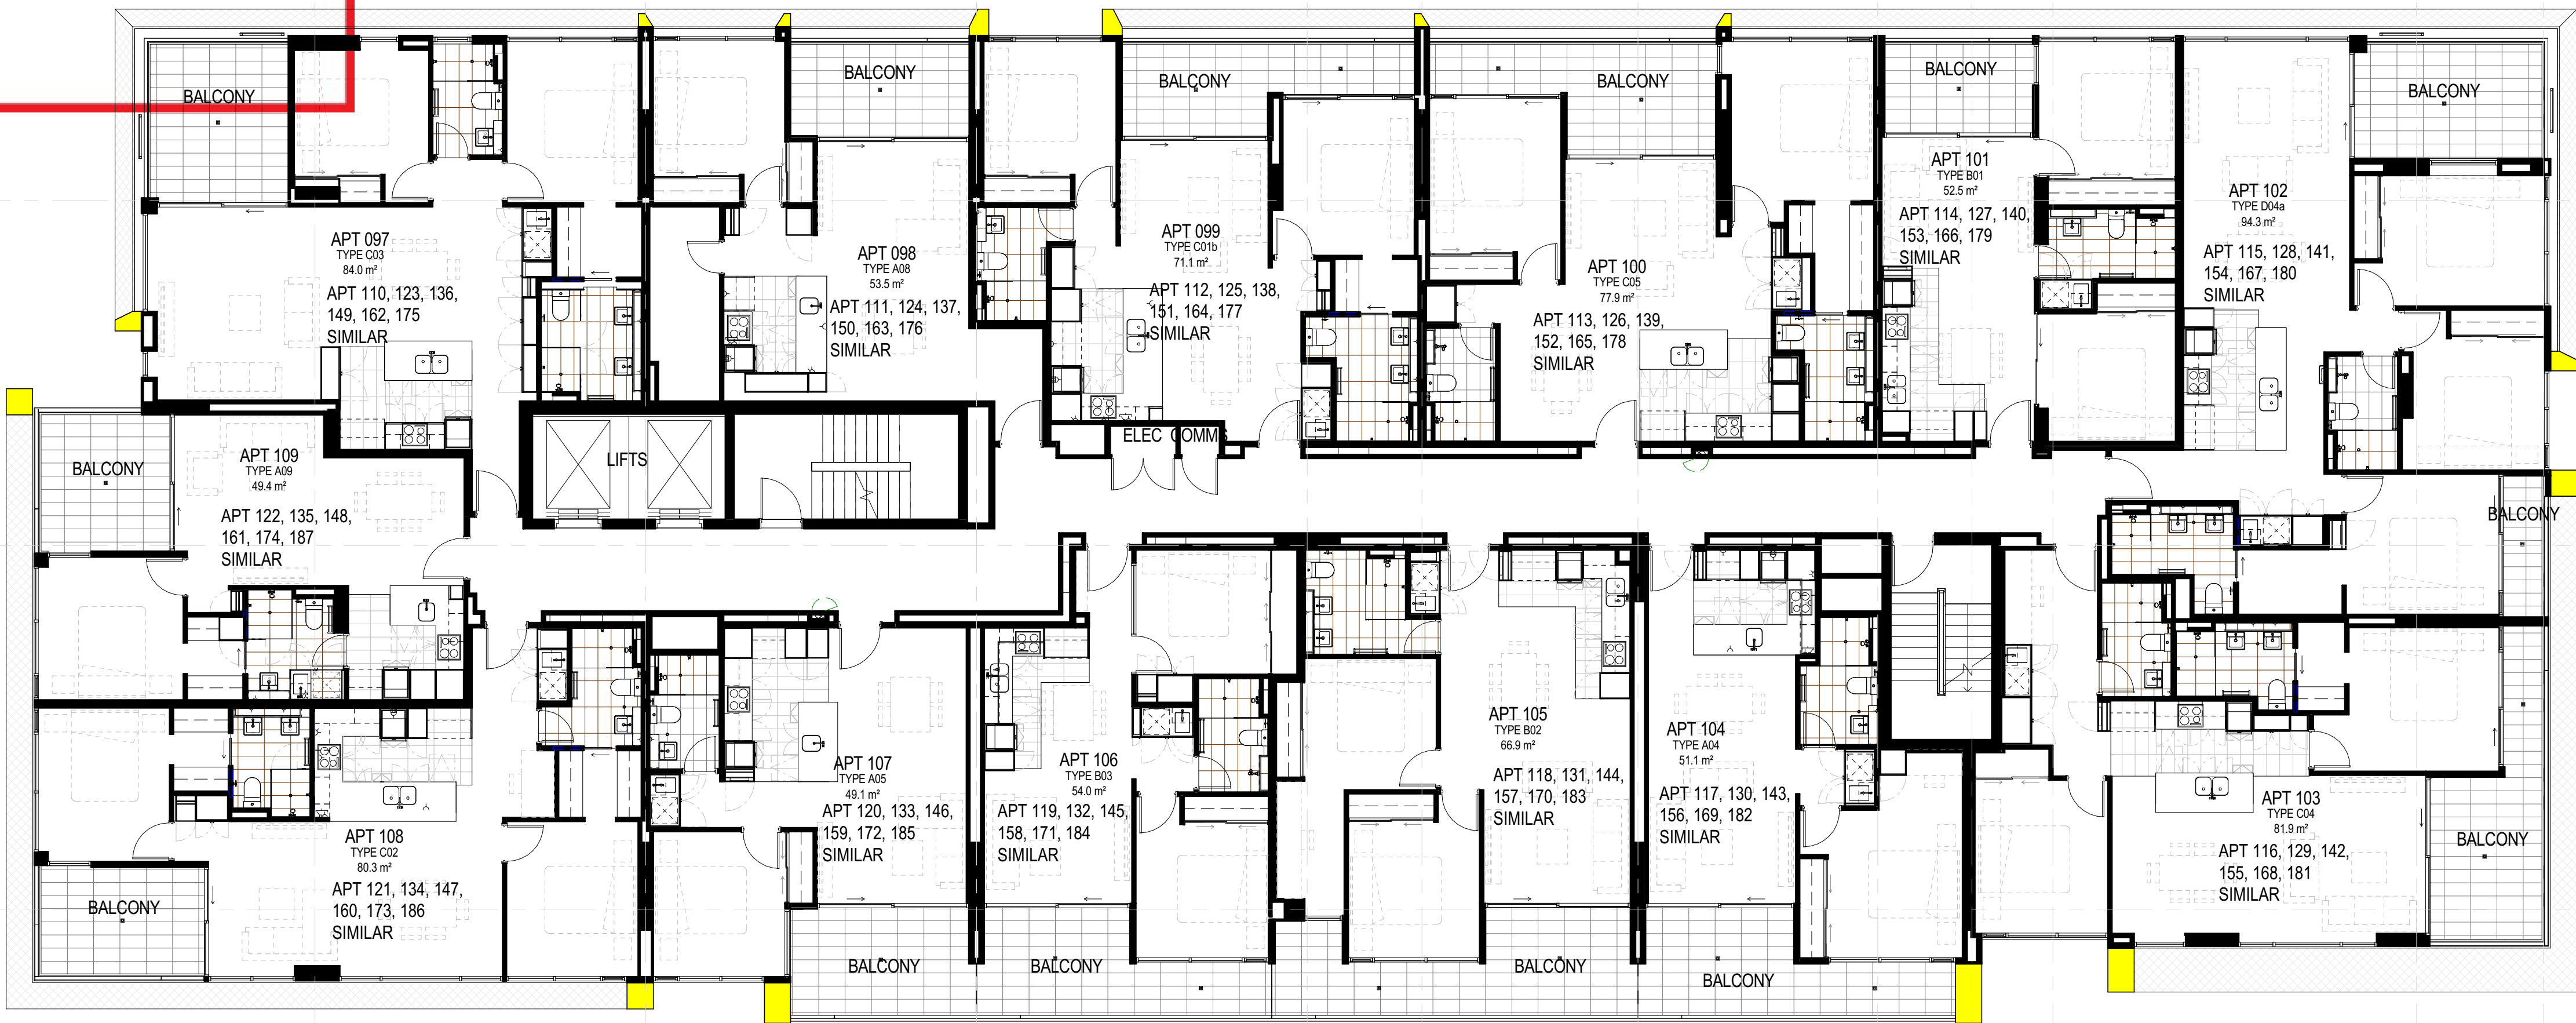 BALCONY
APT 097
TYPE C03
84.0 m²
APT 110, 123, 136,
149, 162, 175
SIMILAR
APT 098
TYPE A08
53.5 m²
APT 111, 124, 137,
150, 163, 176
SIMILAR
BALCONY
APT 099
TYPE C01b
71.1 m²
APT 112, 125, 138,
151, 164, 177
SIMILAR
BALCONY
APT 100
TYPE C05
77.9 m²
APT 113, 126, 139,
152, 165, 178
SIMILAR
BALCONY
APT 101
TYPE B01
52.5 m²
APT 114, 127, 140,
153, 166, 179
SIMILAR
BALCONY
APT 102
TYPE D04a
94.3 m²
APT 115, 128, 141,
154, 167, 180
SIMILAR
BALCONY
BALCONY
APT 109
TYPE A09
49.4 m²
APT 122, 135, 148,
161, 174, 187
SIMILAR
LIFTS
ELEC COMMS
BALCONY
APT 108
TYPE C02
80.3 m²
APT 121, 134, 147,
160, 173, 186
SIMILAR
BALCONY
APT 107
TYPE A05
49.1 m²
APT 120, 133, 146,
159, 172, 185
SIMILAR
BALCONY
APT 106
TYPE B03
54.0 m²
APT 119, 132, 145,
158, 171, 184
SIMILAR
BALCONY
APT 105
TYPE B02
66.9 m²
APT 118, 131, 144,
157, 170, 183
SIMILAR
BALCONY
APT 104
TYPE A04
51.1 m²
APT 117, 130, 143,
156, 169, 182
SIMILAR
BALCONY
APT 103
TYPE C04
81.9 m²
APT 116, 129, 142,
155, 168, 181
SIMILAR
BALCONY